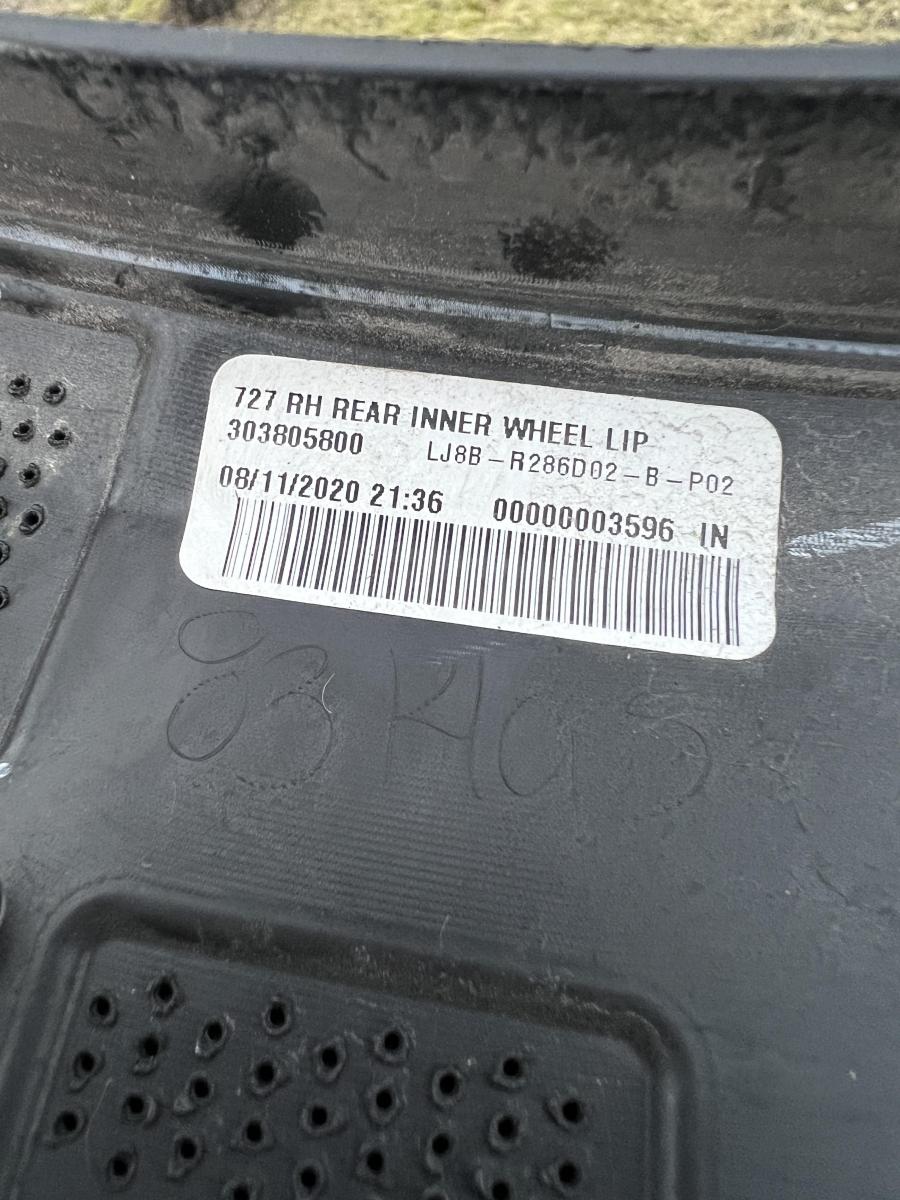 727 RH REAR INNER WHEEL LIP
303805800 LJ8B-R286D02-B-P02
08/11/2020 21:36 00000003596 IN